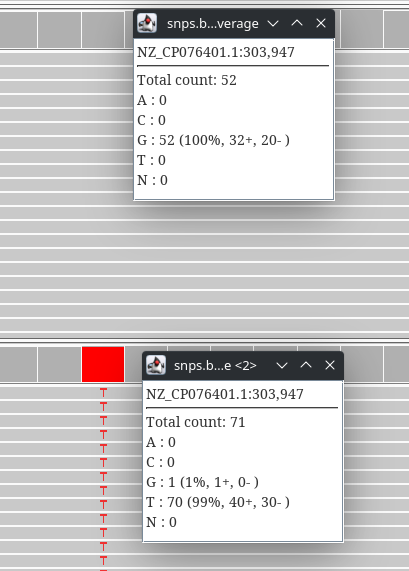 snps.b...verage
NZ_CP076401.1:303,947
Total count: 52
A : 0
C : 0
G : 52 (100%, 32+, 20- )
T : 0
N : 0
snps.b...e <2>
NZ_CP076401.1:303,947
Total count: 71
A : 0
C : 0
G : 1 (1%, 1+, 0- )
T : 70 (99%, 40+, 30- )
N : 0
T
T
T
T
T
T
T
T
T
T
T
T
T